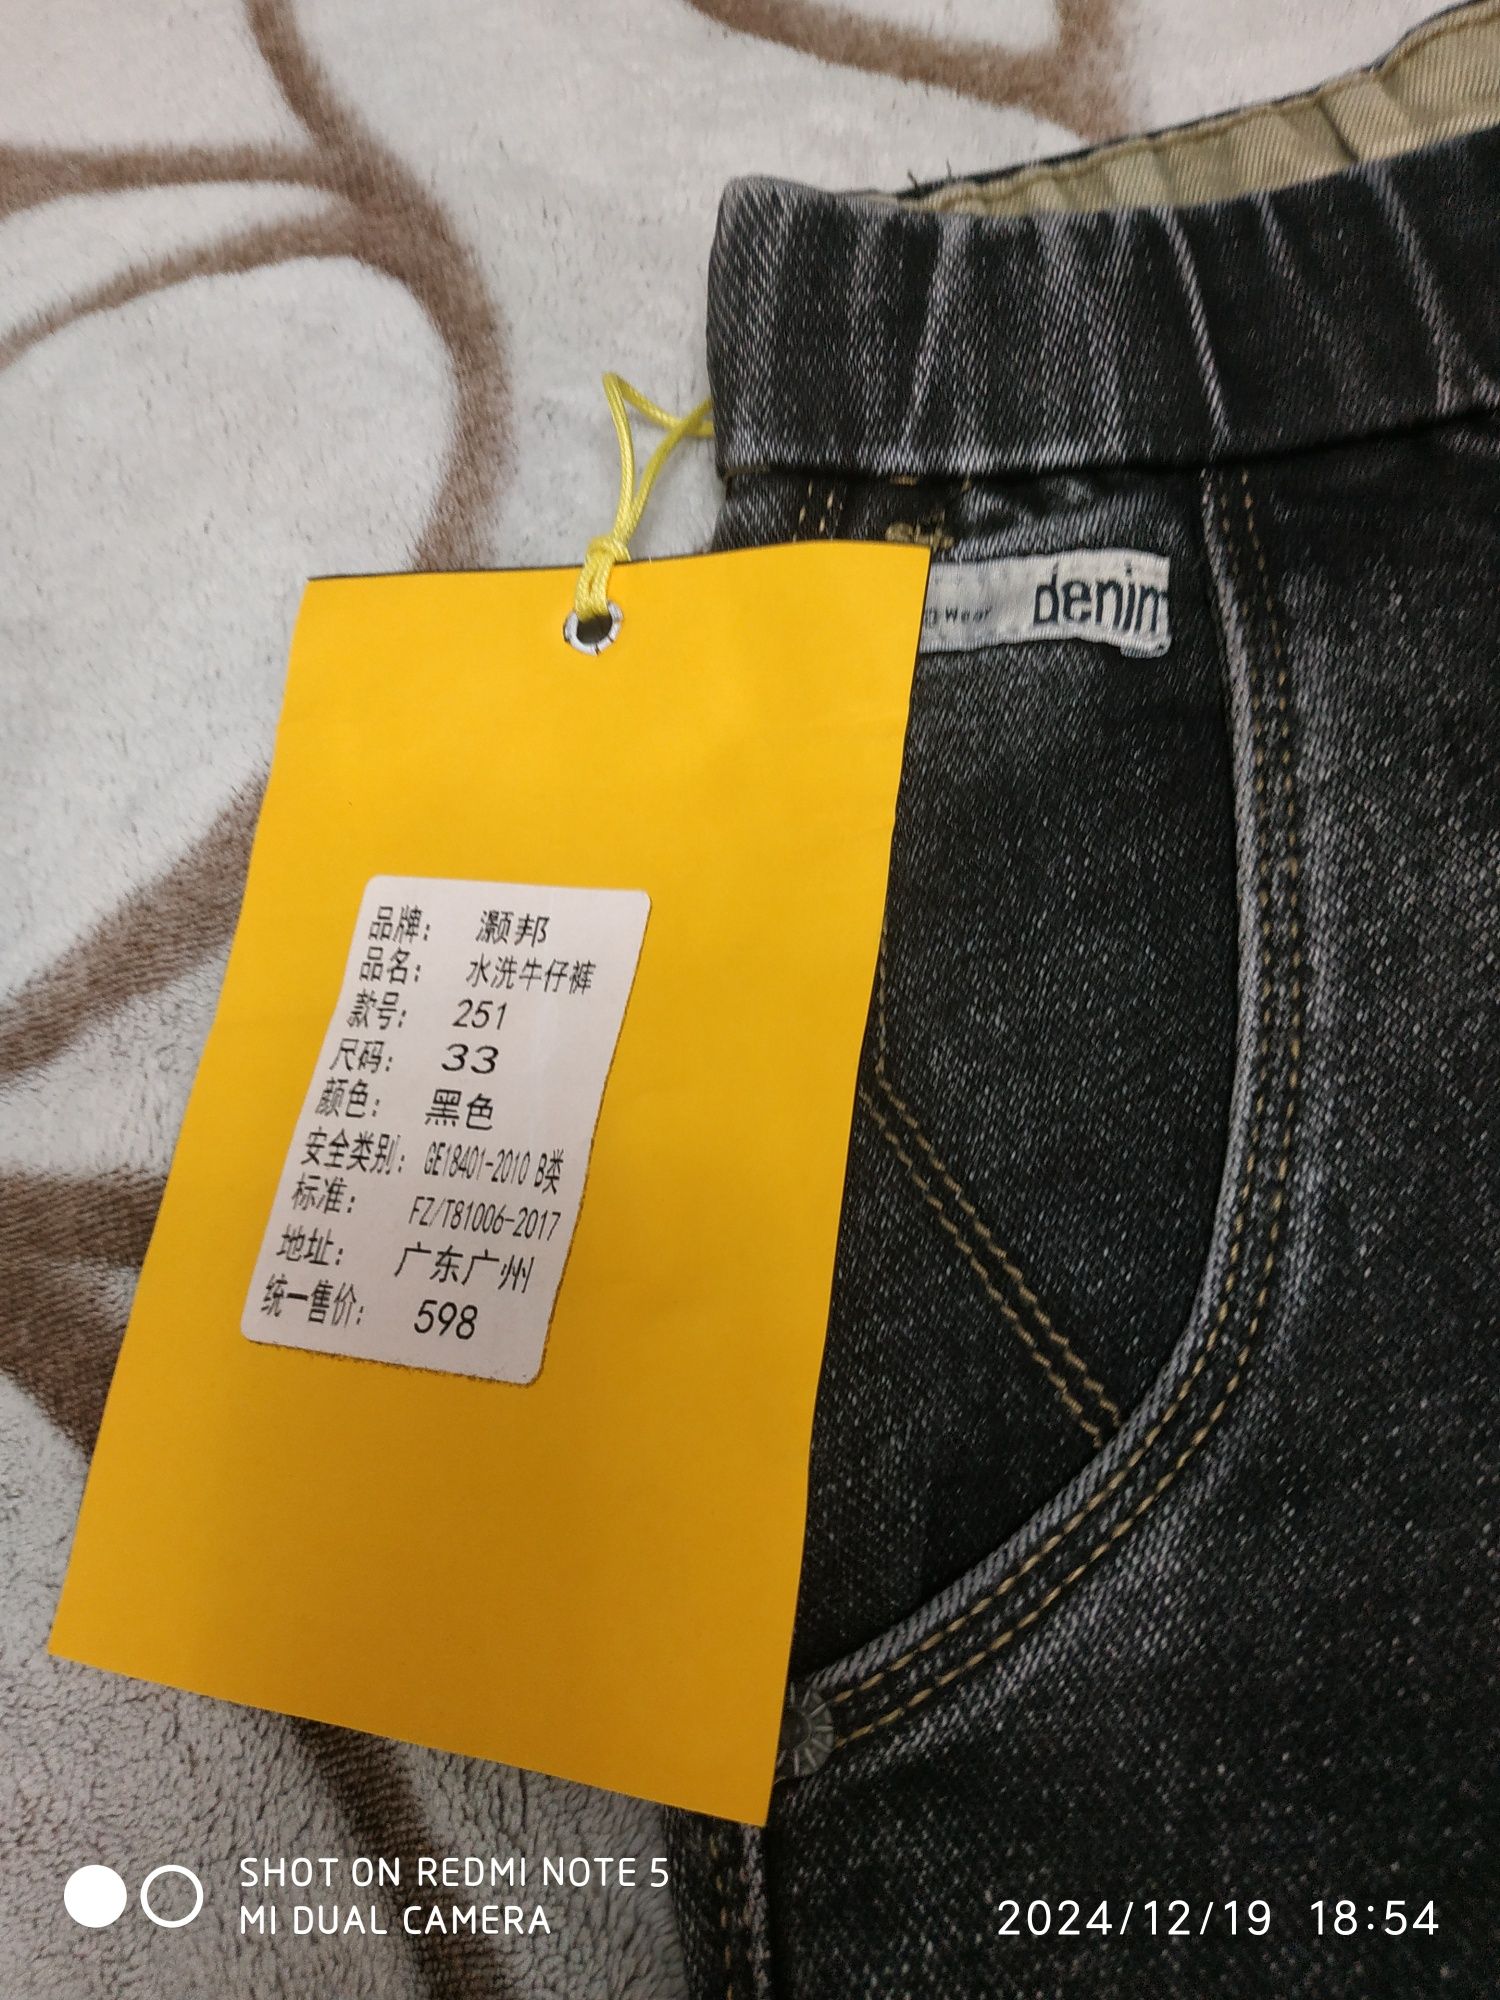 denim
wear
品牌: 灏邦
品名: 水洗牛仔裤
款号: 251
尺码: 33
颜色: 黑色
安全类别: GE18401-2010 B类
标准: FZ/T81006-2017
地址: 广东广州
统一售价: 598
SHOT ON REDMI NOTE 5
MI DUAL CAMERA
2024/12/19 18:54